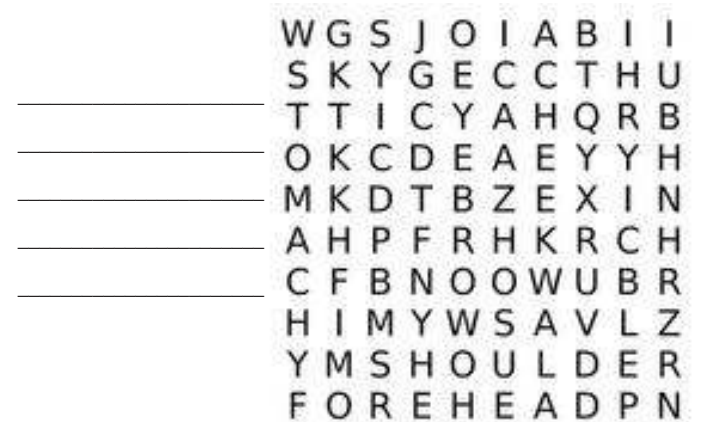 W G S J O I A B I I
S K Y G E C C T H U
T T I C Y A H Q R B
O K C D E A E Y Y H
M K D T B Z E X I N
A H P F R H K R C H
C F B N O O W U B R
H I M Y W S A V L Z
Y M S H O U L D E R
F O R E H E A D P N